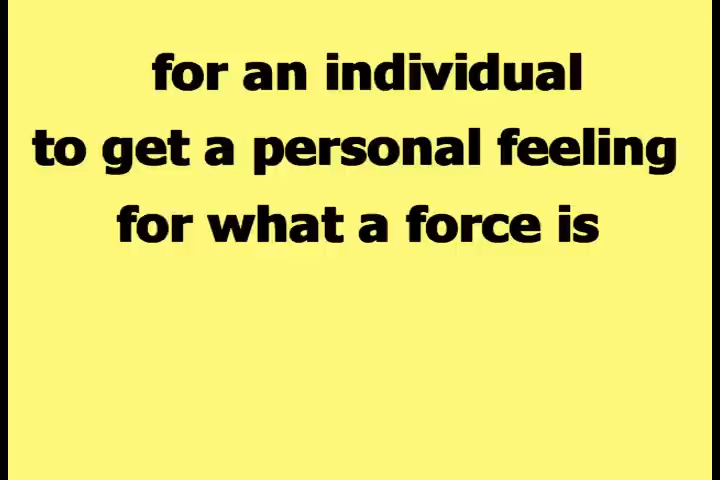 for an individual
to get a personal feeling
for what a force is